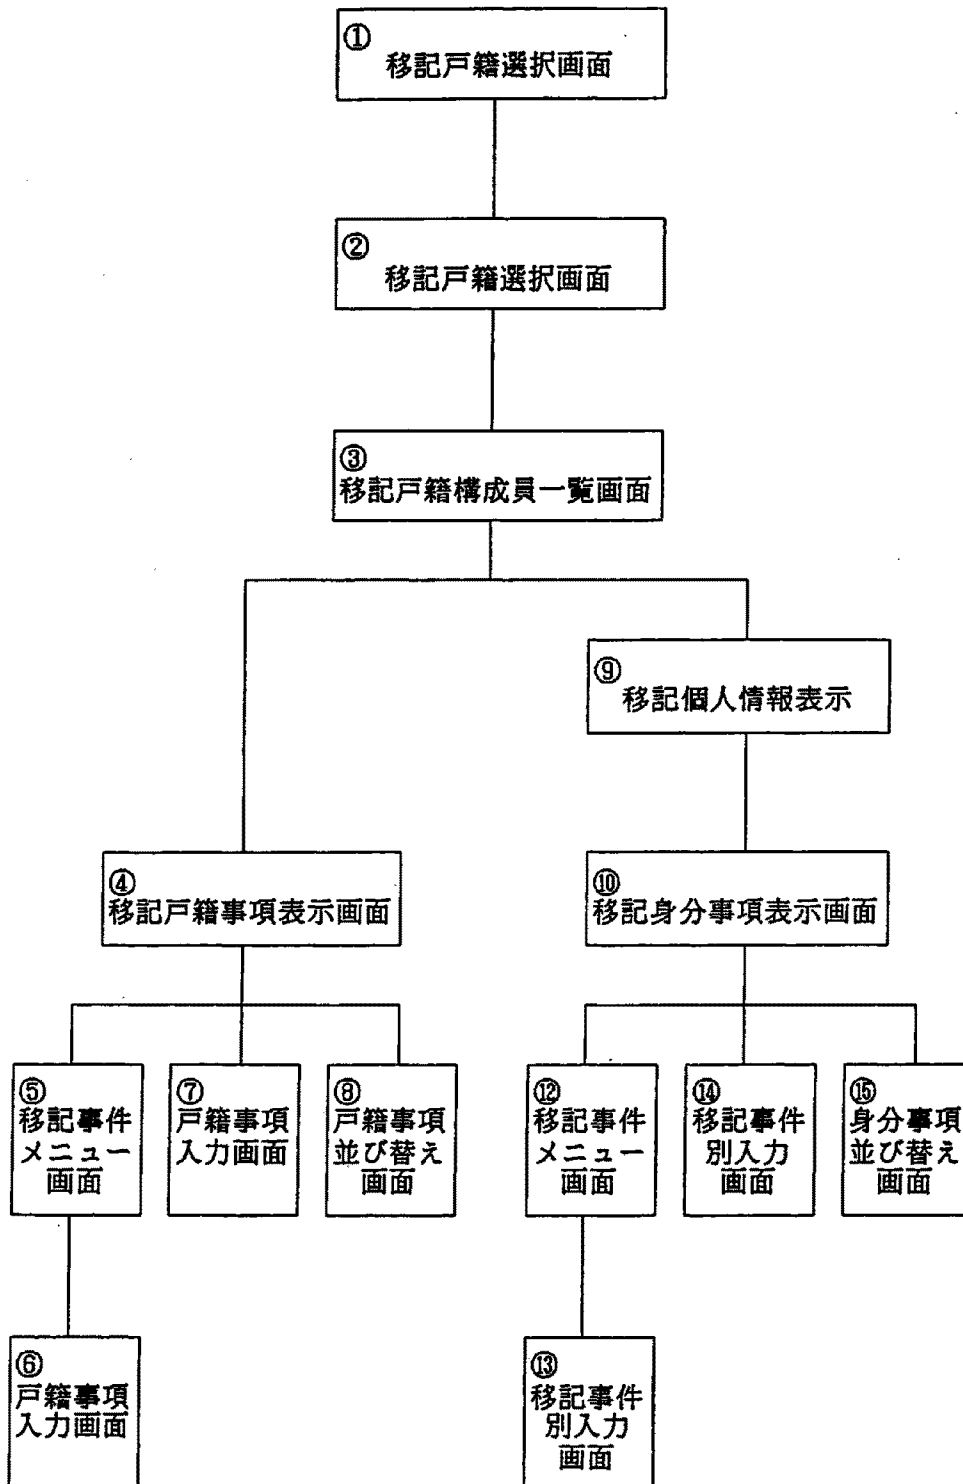 ①
移記戸籍選択画面
②
移記戸籍選択画面
③
移記戸籍構成員一覧画面
⑨
移記個人情報表示
④
移記戸籍事項表示画面
⑩
移記身分事項表示画面
⑤
移記事件
メニュー
画面
⑦
戸籍事項
入力画面
⑧
戸籍事項
並び替え
画面
⑫
移記事件
メニュー
画面
⑭
移記事件
別入力
画面
⑮
身分事項
並び替え
画面
⑥
戸籍事項
入力画面
⑬
移記事件
別入力
画面